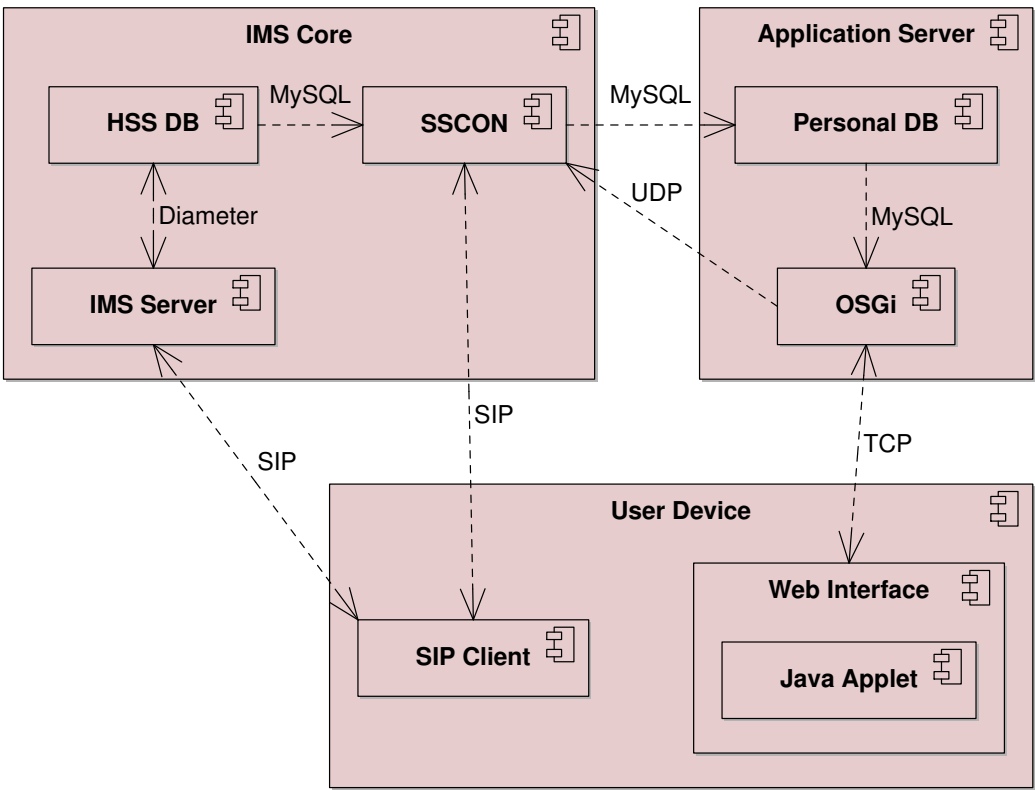 IMS Core
Application Server
MySQL
MySQL
HSS DB
SSCON
Personal DB
UDP
Diameter
MySQL
IMS Server
OSGi
SIP
TCP
SIP
User Device
Web Interface
SIP Client
Java Applet